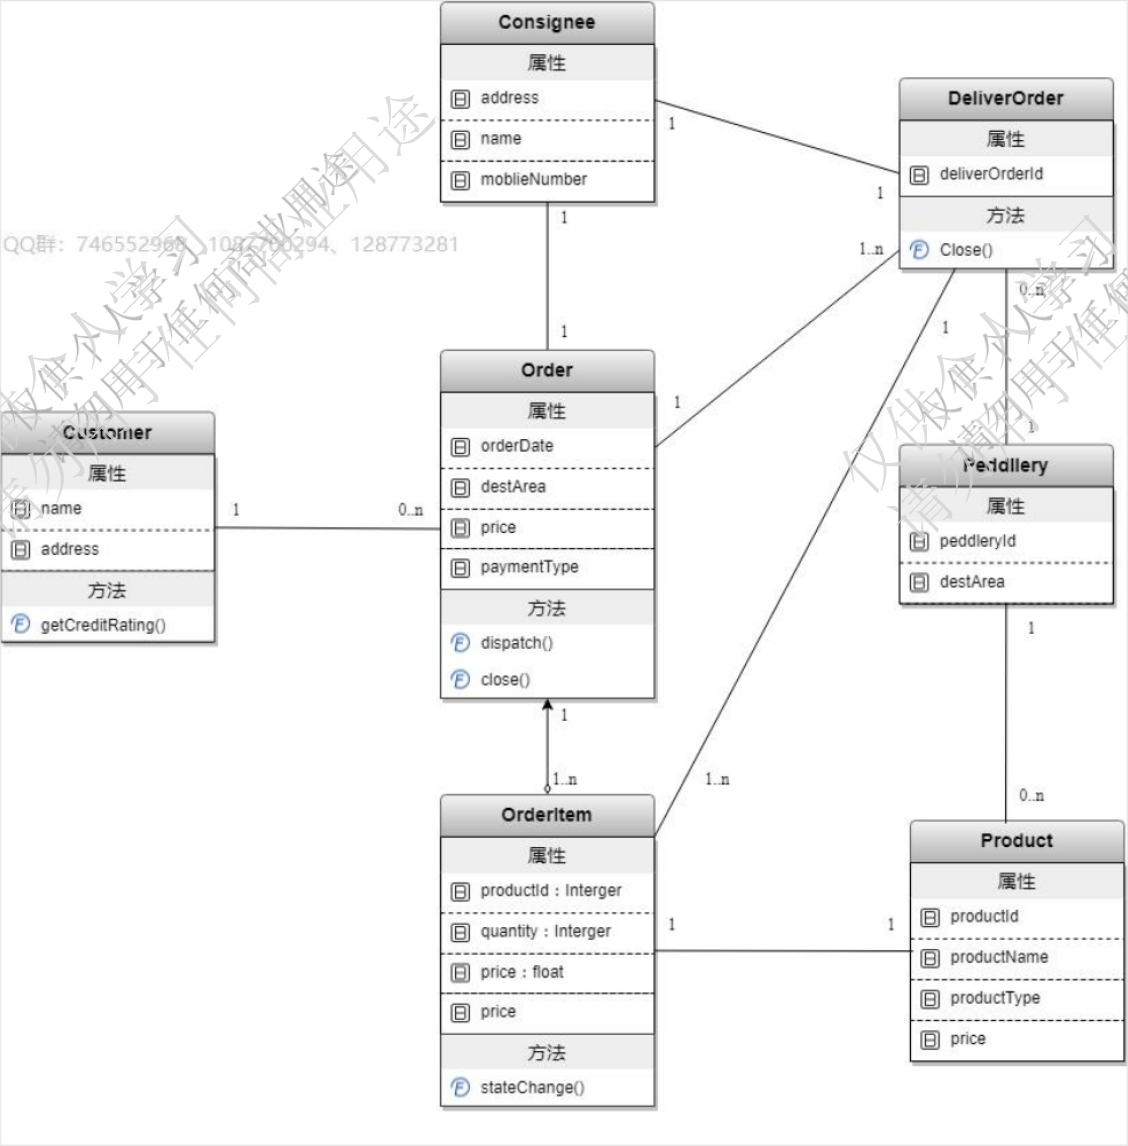 Consignee
属性
address
name
moblieNumber
1
1
DeliverOrder
属性
deliverOrderId
方法
Close()
1
1..n
0..n
1
QQ群：746552968、1087700294、128773281
仅供个人学习
请勿用于任何商业用途
1
Order
属性
orderDate
destArea
price
paymentType
方法
dispatch()
close()
1
1
1..n
Customer
属性
name
address
方法
getCreditRating()
1
0..n
仅供个人学习
请勿用于任何
1
Peddllery
属性
peddleryId
destArea
1
0..n
1..n
OrderItem
属性
productId : Interger
quantity : Interger
price : float
price
方法
stateChange()
1
1
Product
属性
productId
productName
productType
price